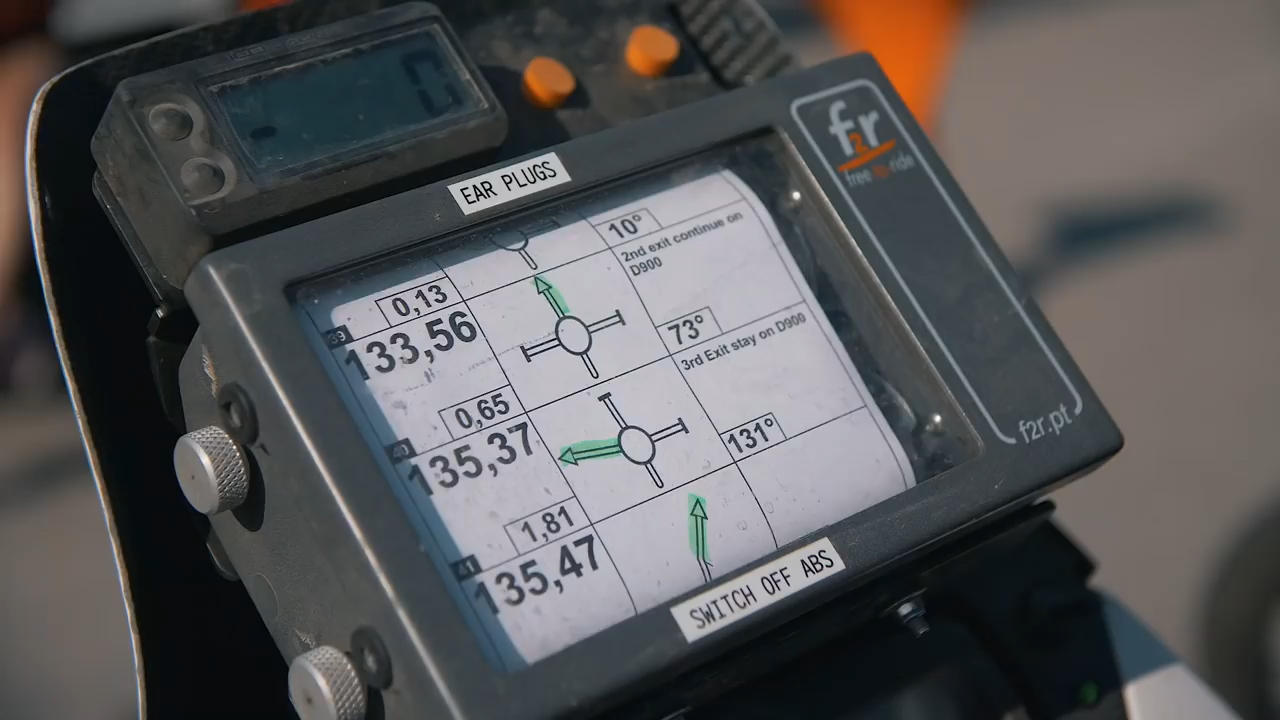 0
EAR PLUGS
f2r
free to ride
10°
2nd exit continue on
D900
0,13
39
133,56
73°
3rd Exit stay on D900
0,65
40
135,37
131°
1,81
41
135,47
SWITCH OFF ABS
f2r.pt